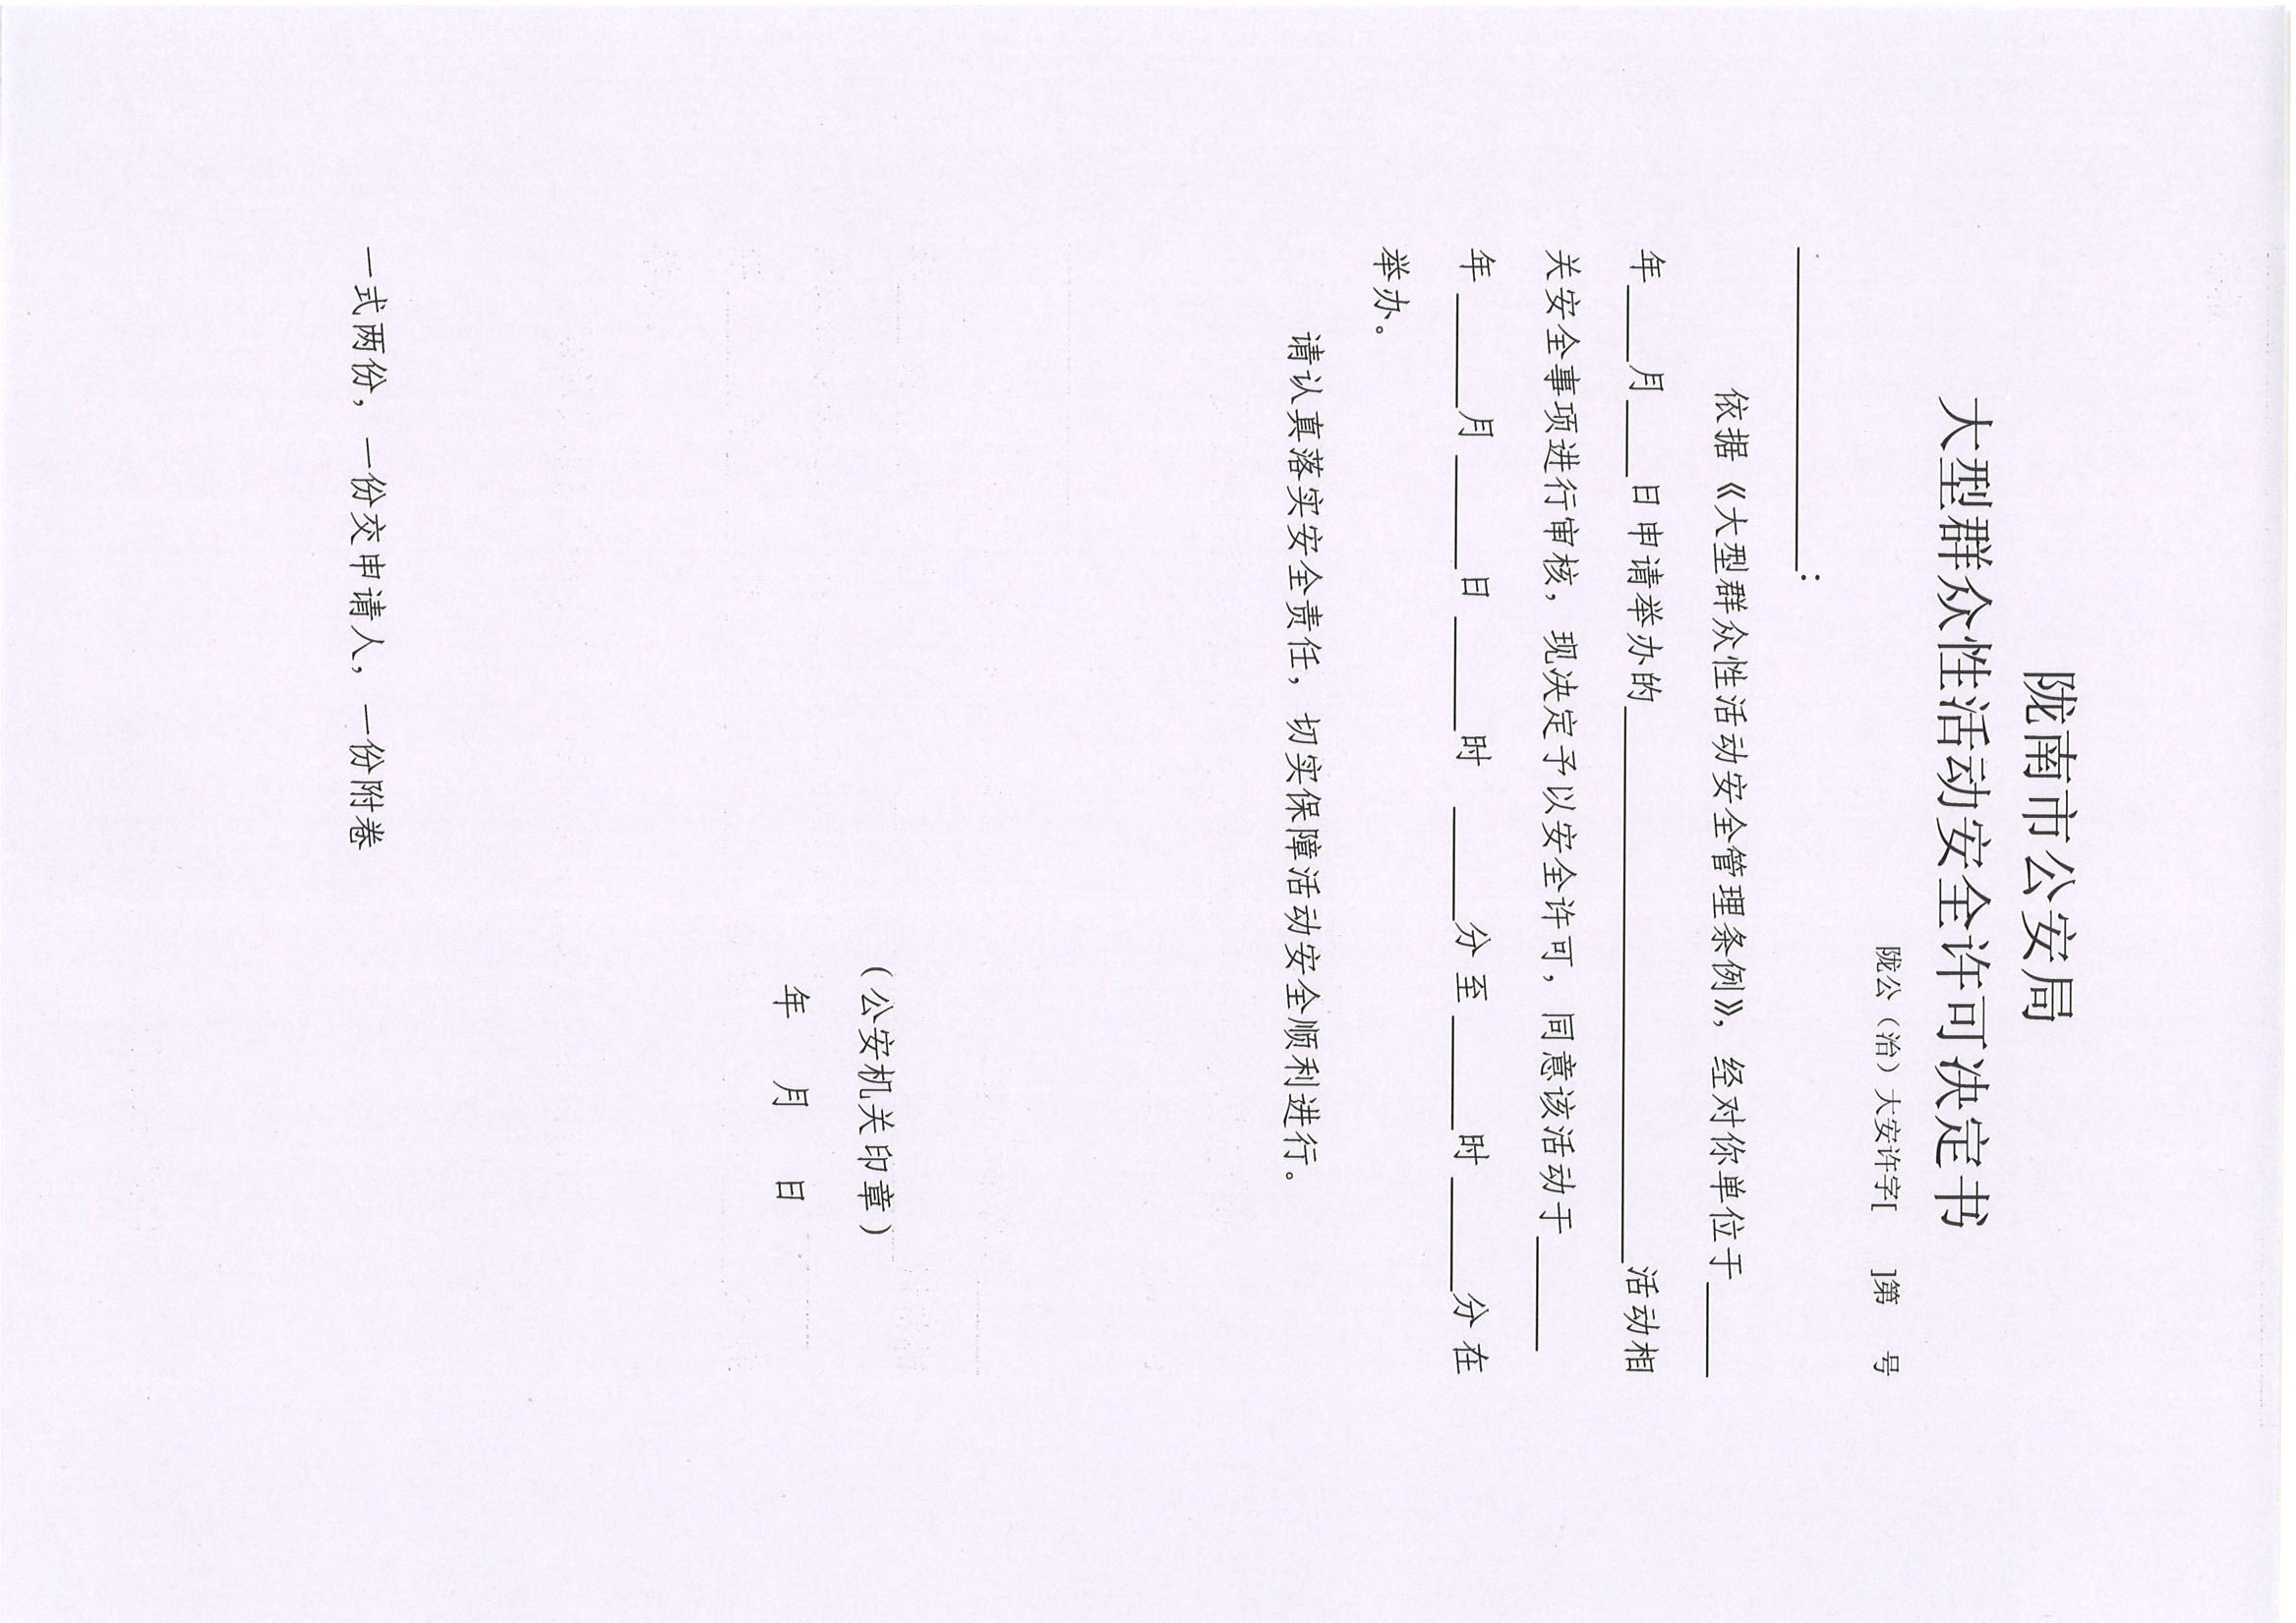 陇南市公安局
大型群众性活动安全许可决定书
陇公（治）大安许字[　　]第　号
_________________：
依据《大型群众性活动安全管理条例》，经对你单位于_____
年____月____日申请举办的_____________________________活动相
关安全事项进行审核，现决定予以安全许可，同意该活动于______
年______月______日______时 ______分至______时______分在
举办。
请认真落实安全责任，切实保障活动安全顺利进行。
（公安机关印章）
年　月　日
一式两份，一份交申请人，一份附卷